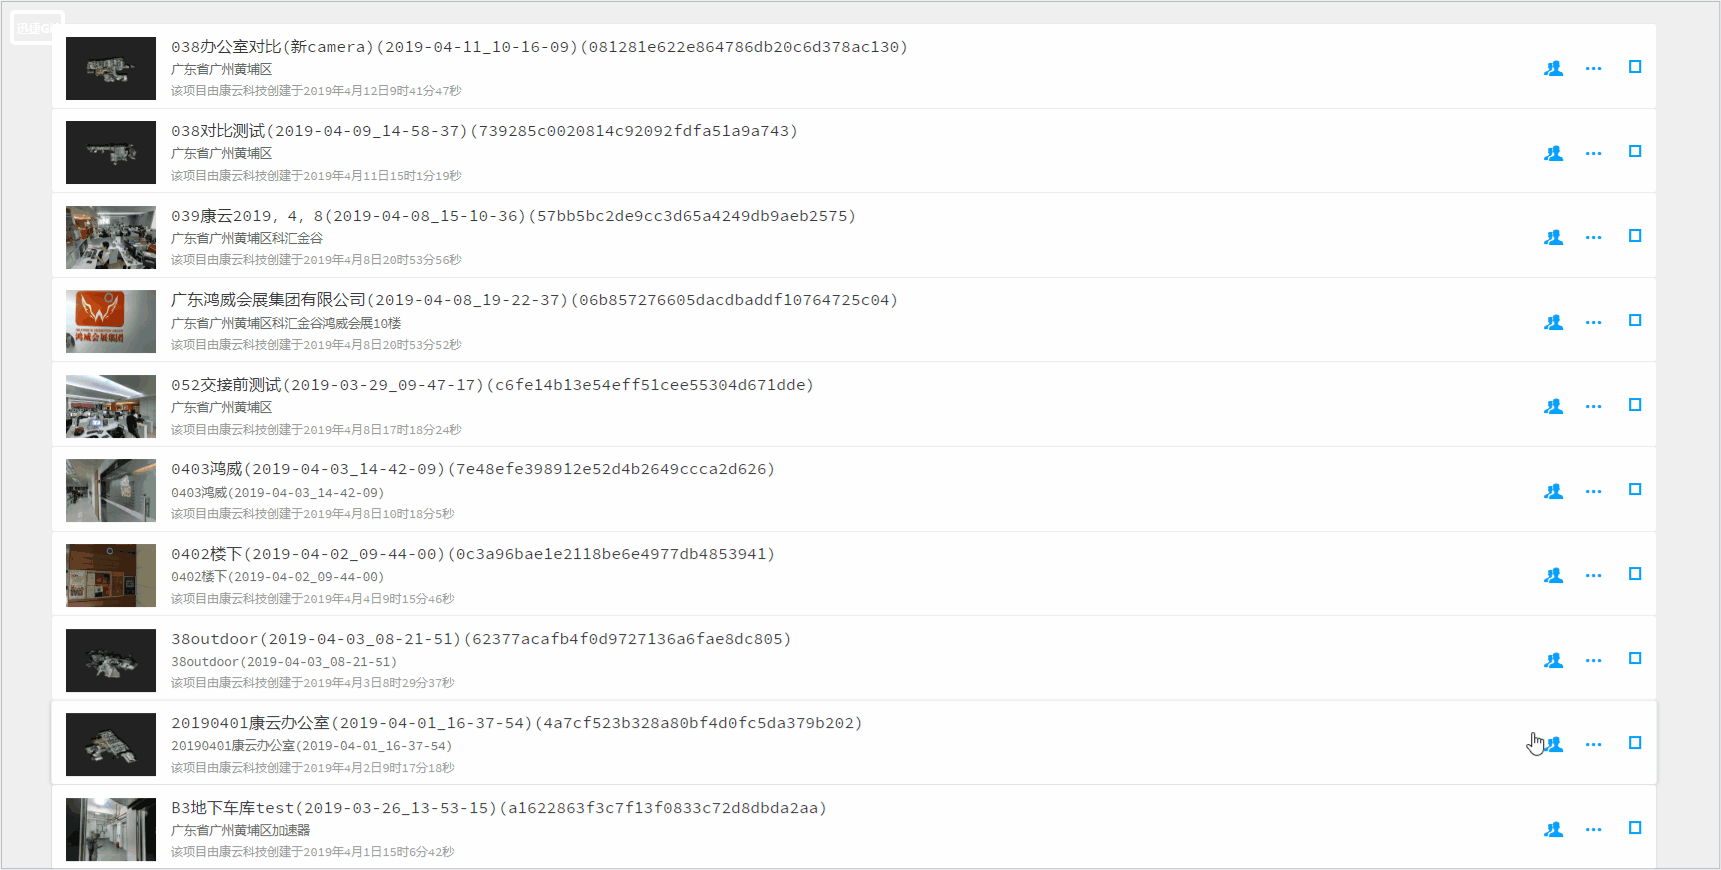 迅捷GIF
038办公室对比(新camera)(2019-04-11_10-16-09)(081281e622e864786db20c6d378ac130)
广东省广州黄埔区
该项目由康云科技创建于2019年4月12日9时41分47秒
038对比测试(2019-04-09_14-58-37)(739285c0020814c92092fdfa51a9a743)
广东省广州黄埔区
该项目由康云科技创建于2019年4月11日15时1分19秒
039康云2019, 4, 8(2019-04-08_15-10-36)(57bb5bc2de9cc3d65a4249db9aeb2575)
广东省广州黄埔区科汇金谷
该项目由康云科技创建于2019年4月8日20时53分56秒
广东鸿威会展集团有限公司(2019-04-08_19-22-37)(06b857276605dacdbaddf10764725c04)
广东省广州黄埔区科汇金谷鸿威会展10楼
该项目由康云科技创建于2019年4月8日20时53分52秒
鸿威会展集团
052交接前测试(2019-03-29_09-47-17)(c6fe14b13e54eff51cee55304d671dde)
广东省广州黄埔区
该项目由康云科技创建于2019年4月8日17时18分24秒
0403鸿威(2019-04-03_14-42-09)(7e48efe398912e52d4b2649ccca2d626)
0403鸿威(2019-04-03_14-42-09)
该项目由康云科技创建于2019年4月8日10时18分5秒
0402楼下(2019-04-02_09-44-00)(0c3a96bae1e2118be6e4977db4853941)
0402楼下(2019-04-02_09-44-00)
该项目由康云科技创建于2019年4月4日9时15分46秒
38outdoor(2019-04-03_08-21-51)(62377acafb4f0d9727136a6fae8dc805)
38outdoor(2019-04-03_08-21-51)
该项目由康云科技创建于2019年4月3日8时29分37秒
20190401康云办公室(2019-04-01_16-37-54)(4a7cf523b328a80bf4d0fc5da379b202)
20190401康云办公室(2019-04-01_16-37-54)
该项目由康云科技创建于2019年4月2日9时17分18秒
B3地下车库test(2019-03-26_13-53-15)(a1622863f3c7f13f0833c72d8dbda2aa)
广东省广州黄埔区加速器
该项目由康云科技创建于2019年4月1日15时6分42秒